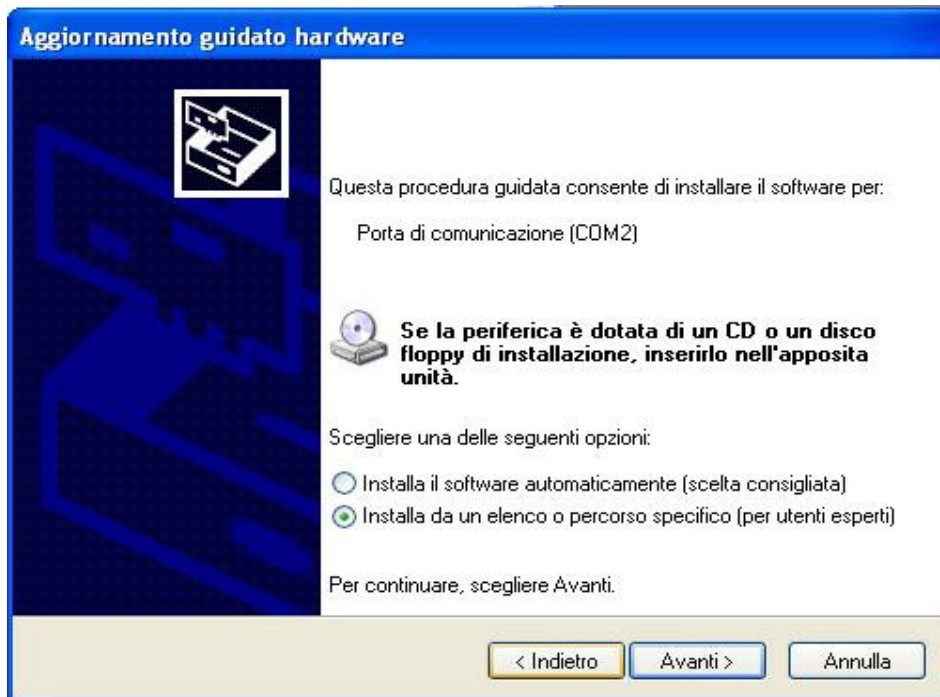 Aggiornamento guidato hardware
Questa procedura guidata consente di installare il software per:
Porta di comunicazione (COM2)
Se la periferica è dotata di un CD o un disco
floppy di installazione, inserirlo nell'apposita
unità.
Scegliere una delle seguenti opzioni:
Installa il software automaticamente (scelta consigliata)
Installa da un elenco o percorso specifico (per utenti esperti)
Per continuare, scegliere Avanti.
< Indietro Avanti > Annulla